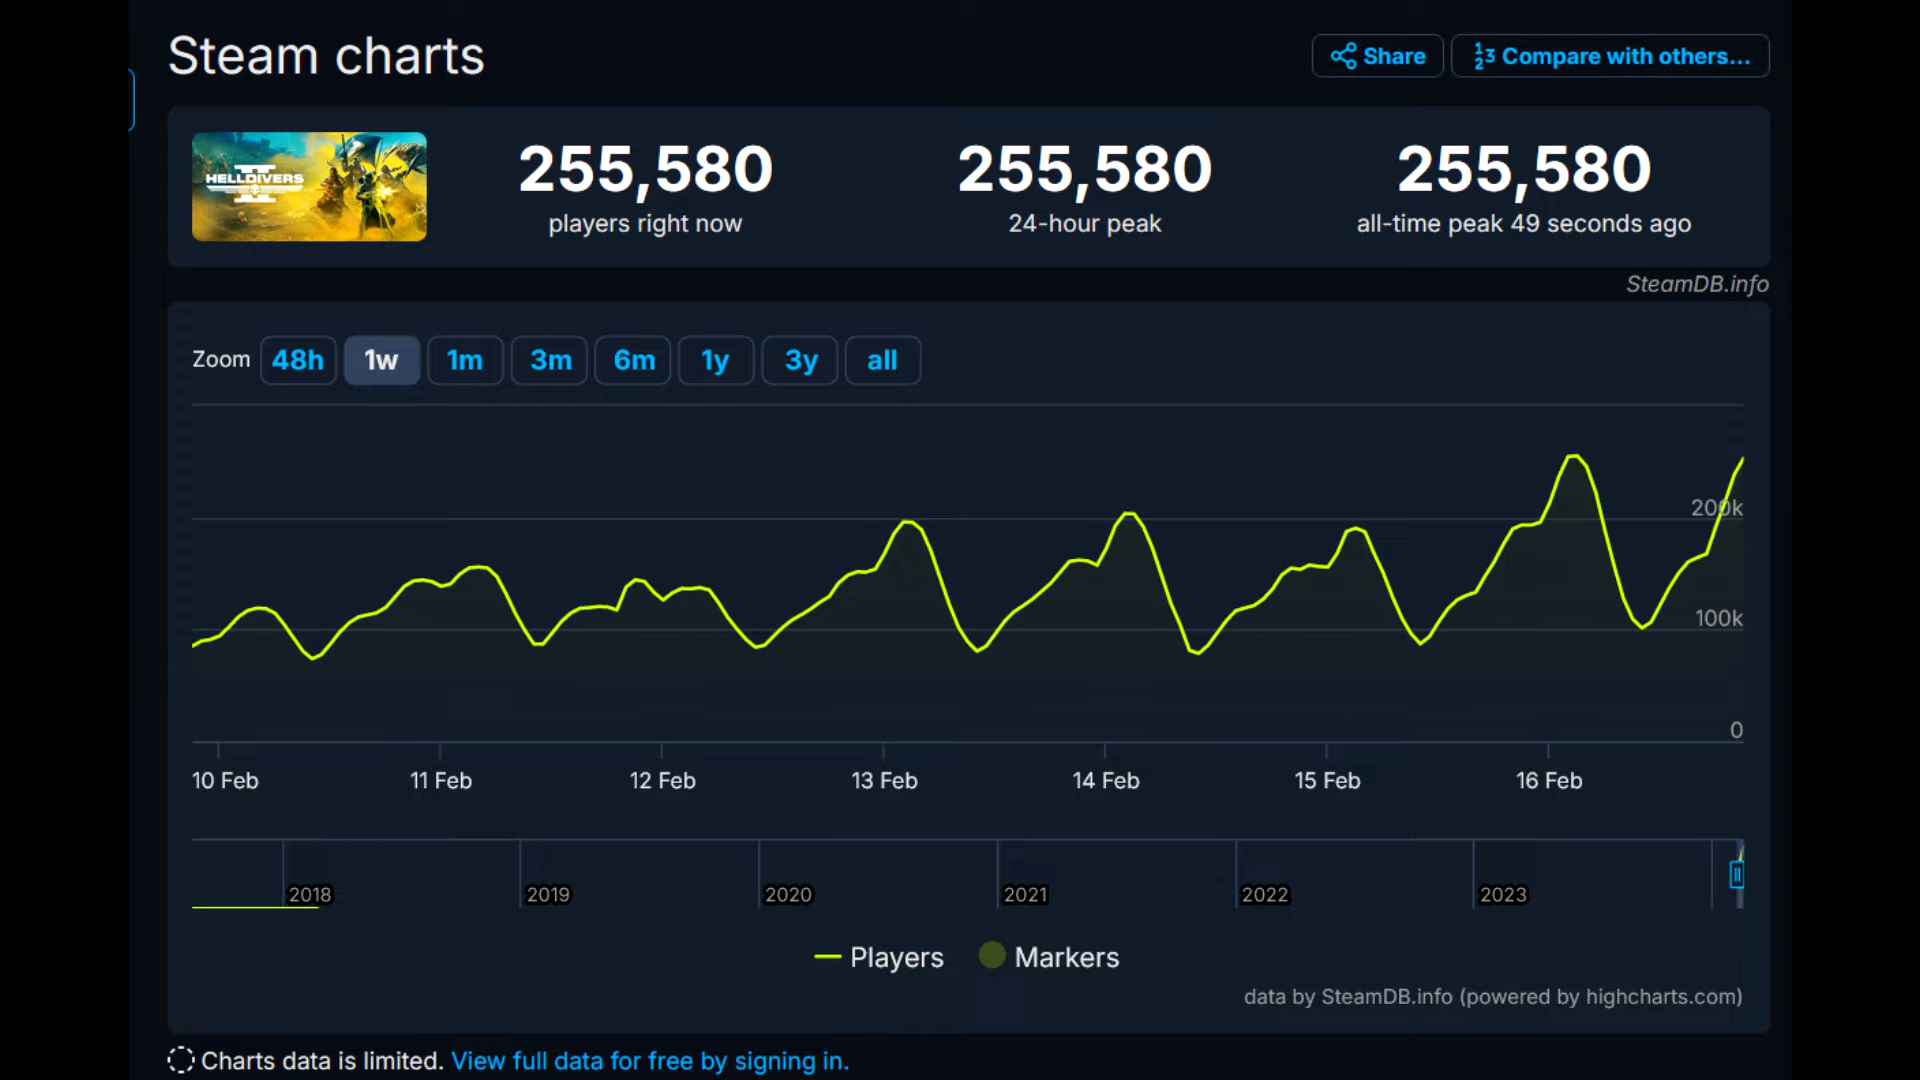 Steam charts
Share
123 Compare with others...
HELLDIVERS
II
255,580
players right now
255,580
24-hour peak
255,580
all-time peak 49 seconds ago
SteamDB.info
Zoom 48h 1w 1m 3m 6m 1y 3y all
200k
100k
0
10 Feb 11 Feb 12 Feb 13 Feb 14 Feb 15 Feb 16 Feb
2018 2019 2020 2021 2022 2023
Players Markers
data by SteamDB.info (powered by highcharts.com)
Charts data is limited. View full data for free by signing in.